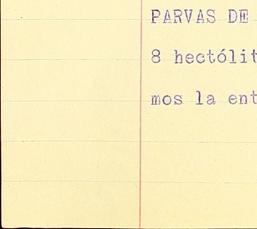 PARVAS DE
8 hectólit
mos la ent